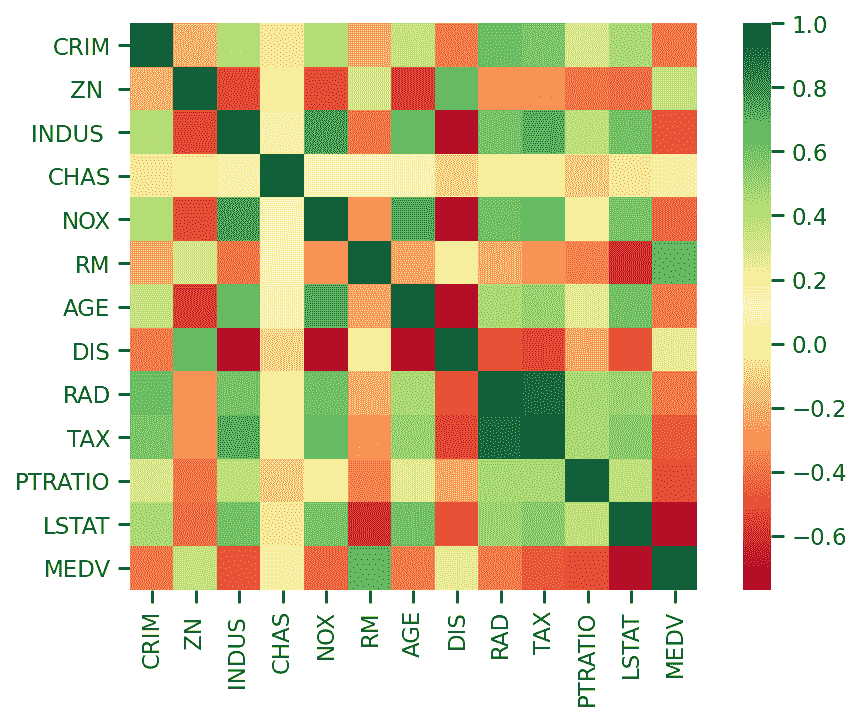 CRIM
ZN
INDUS
CHAS
NOX
RM
AGE
DIS
RAD
TAX
PTRATIO
LSTAT
MEDV
CRIM
ZN
INDUS
CHAS
NOX
RM
AGE
DIS
RAD
TAX
PTRATIO
LSTAT
MEDV
1.0
0.8
0.6
0.4
0.2
0.0
−0.2
−0.4
−0.6